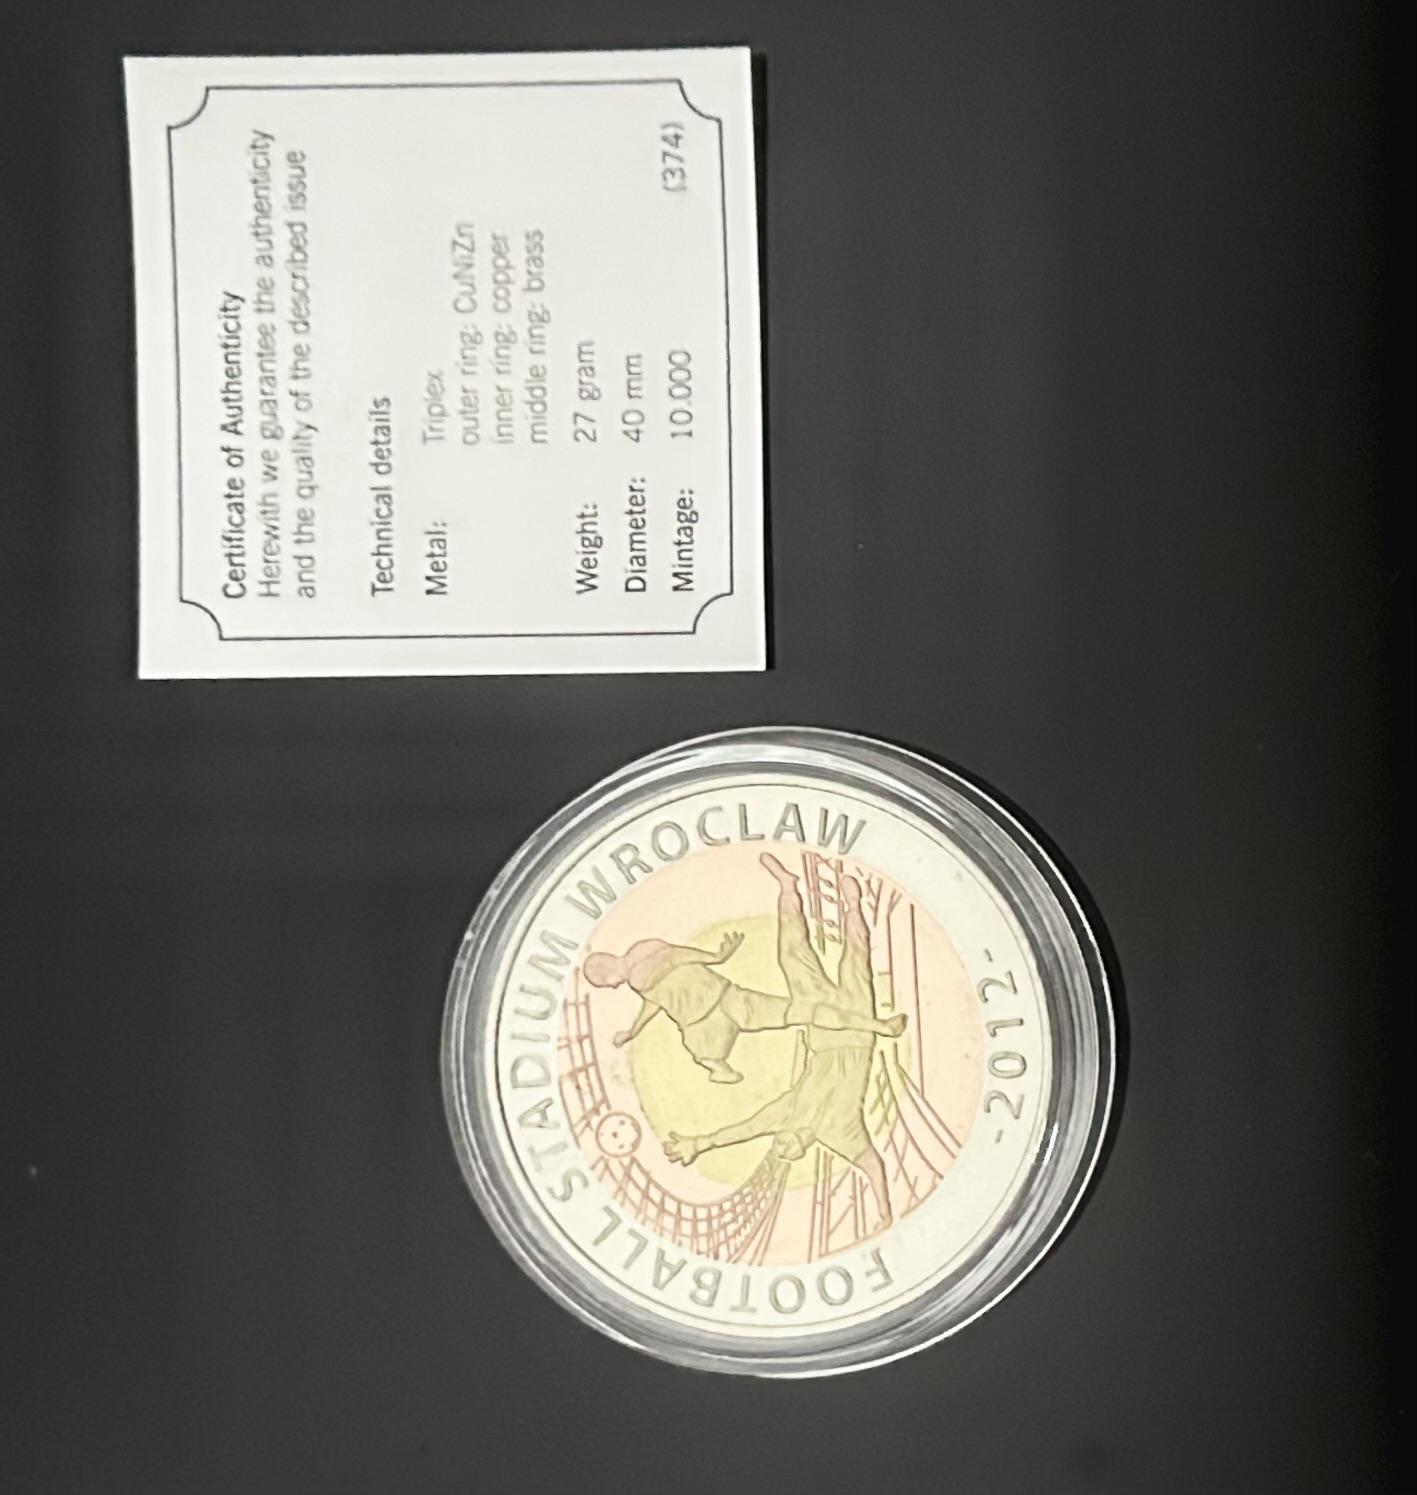 Certificate of Authenticity
Herewith we guarantee the authenticity
and the quality of the described issue
Technical details
Metal: Triplex
outer ring: CuNiZn
inner ring: copper
middle ring: brass
Weight: 27 gram
Diameter: 40 mm
Mintage: 10.000 (374)
FOOTBALL STADIUM WROCLAW
-2012-